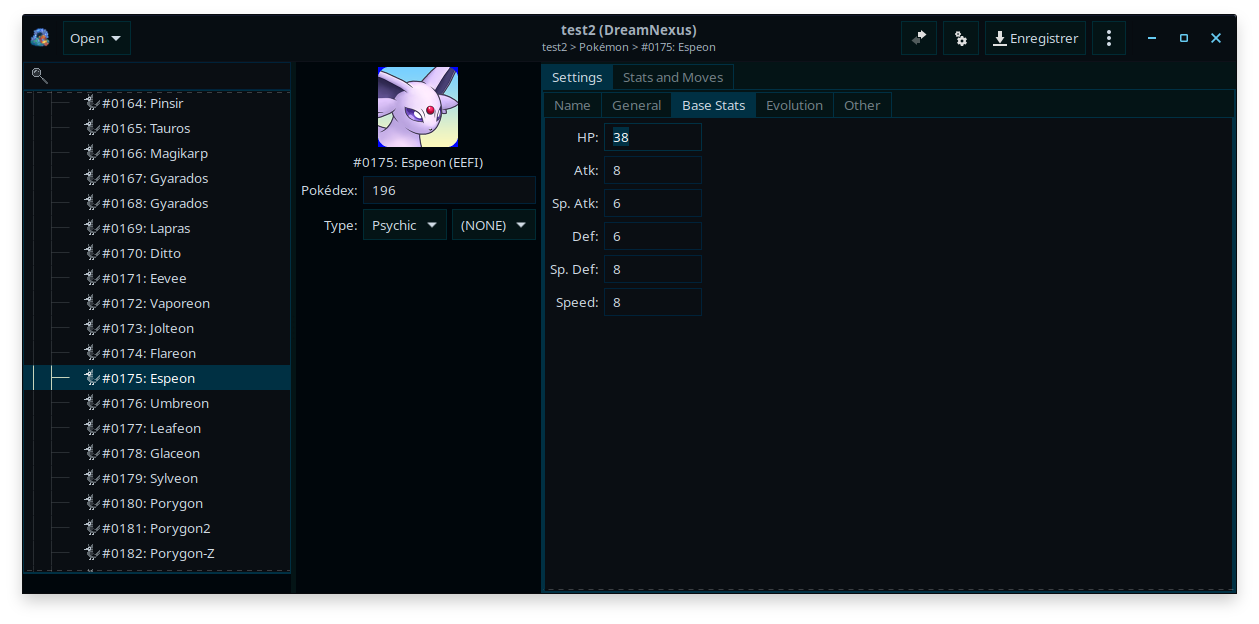 Open
test2 (DreamNexus)
test2 > Pokémon > #0175: Espeon
Enregistrer
#0164: Pinsir
#0165: Tauros
#0166: Magikarp
#0167: Gyarados
#0168: Gyarados
#0169: Lapras
#0170: Ditto
#0171: Eevee
#0172: Vaporeon
#0173: Jolteon
#0174: Flareon
#0175: Espeon
#0176: Umbreon
#0177: Leafeon
#0178: Glaceon
#0179: Sylveon
#0180: Porygon
#0181: Porygon2
#0182: Porygon-Z
#0175: Espeon (EEFI)
Pokédex: 196
Type: Psychic (NONE)
Settings Stats and Moves
Name General Base Stats Evolution Other
HP: 38
Atk: 8
Sp. Atk: 6
Def: 6
Sp. Def: 8
Speed: 8